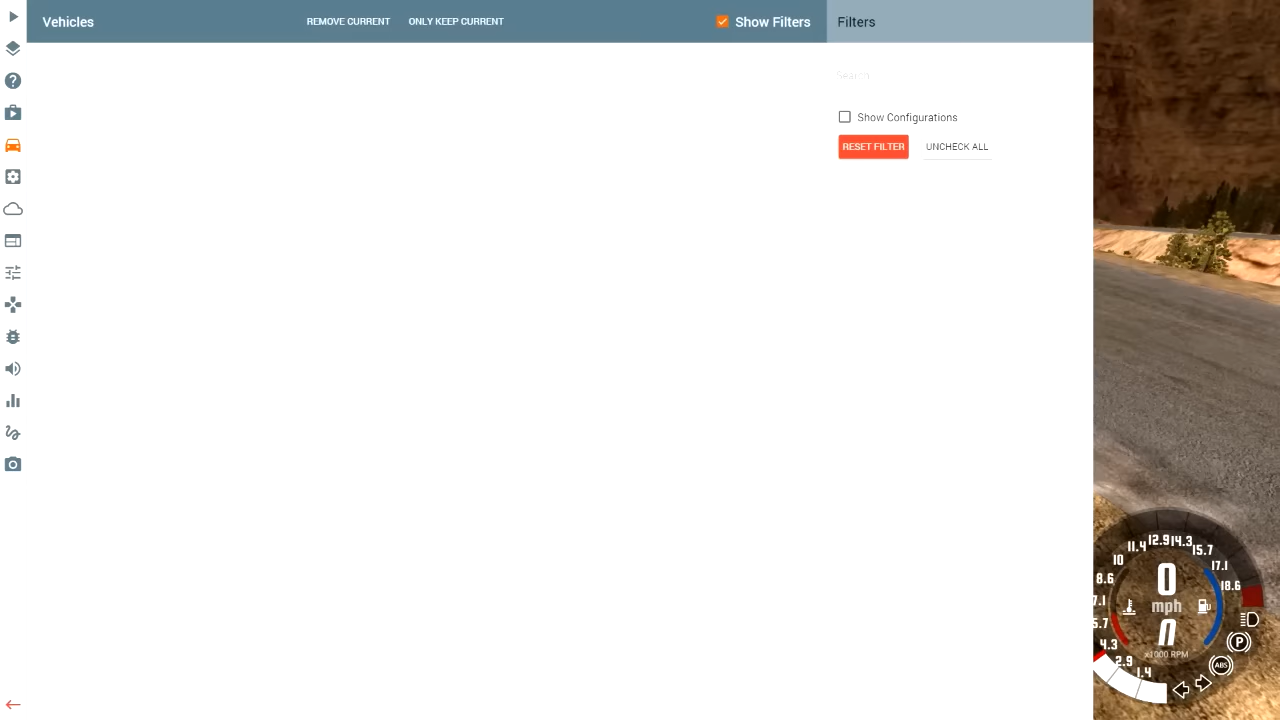 Vehicles
REMOVE CURRENT
ONLY KEEP CURRENT
Show Filters
Filters
Search
Show Configurations
RESET FILTER
UNCHECK ALL
12.9
14.3
11.4
15.7
10
17.1
8.6
18.6
0
7.1
mph
5.7
n
4.3
x1000 RPM
P
2.9
ABS
1.4